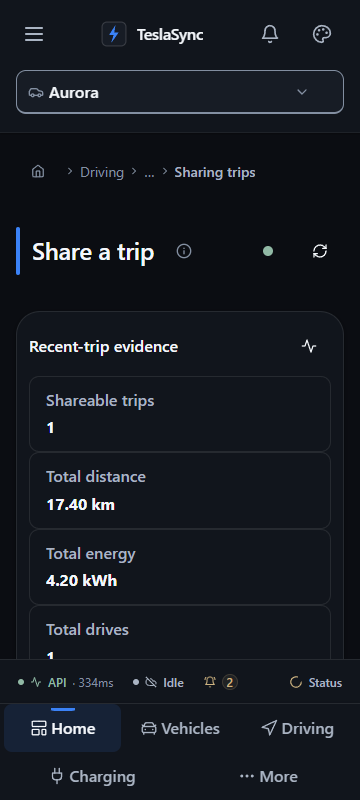 TeslaSync
Aurora
Driving ... Sharing trips
Share a trip
Recent-trip evidence
Shareable trips
1
Total distance
17.40 km
Total energy
4.20 kWh
Total drives
1
API · 334ms Idle 2 Status
Home Vehicles Driving
Charging More